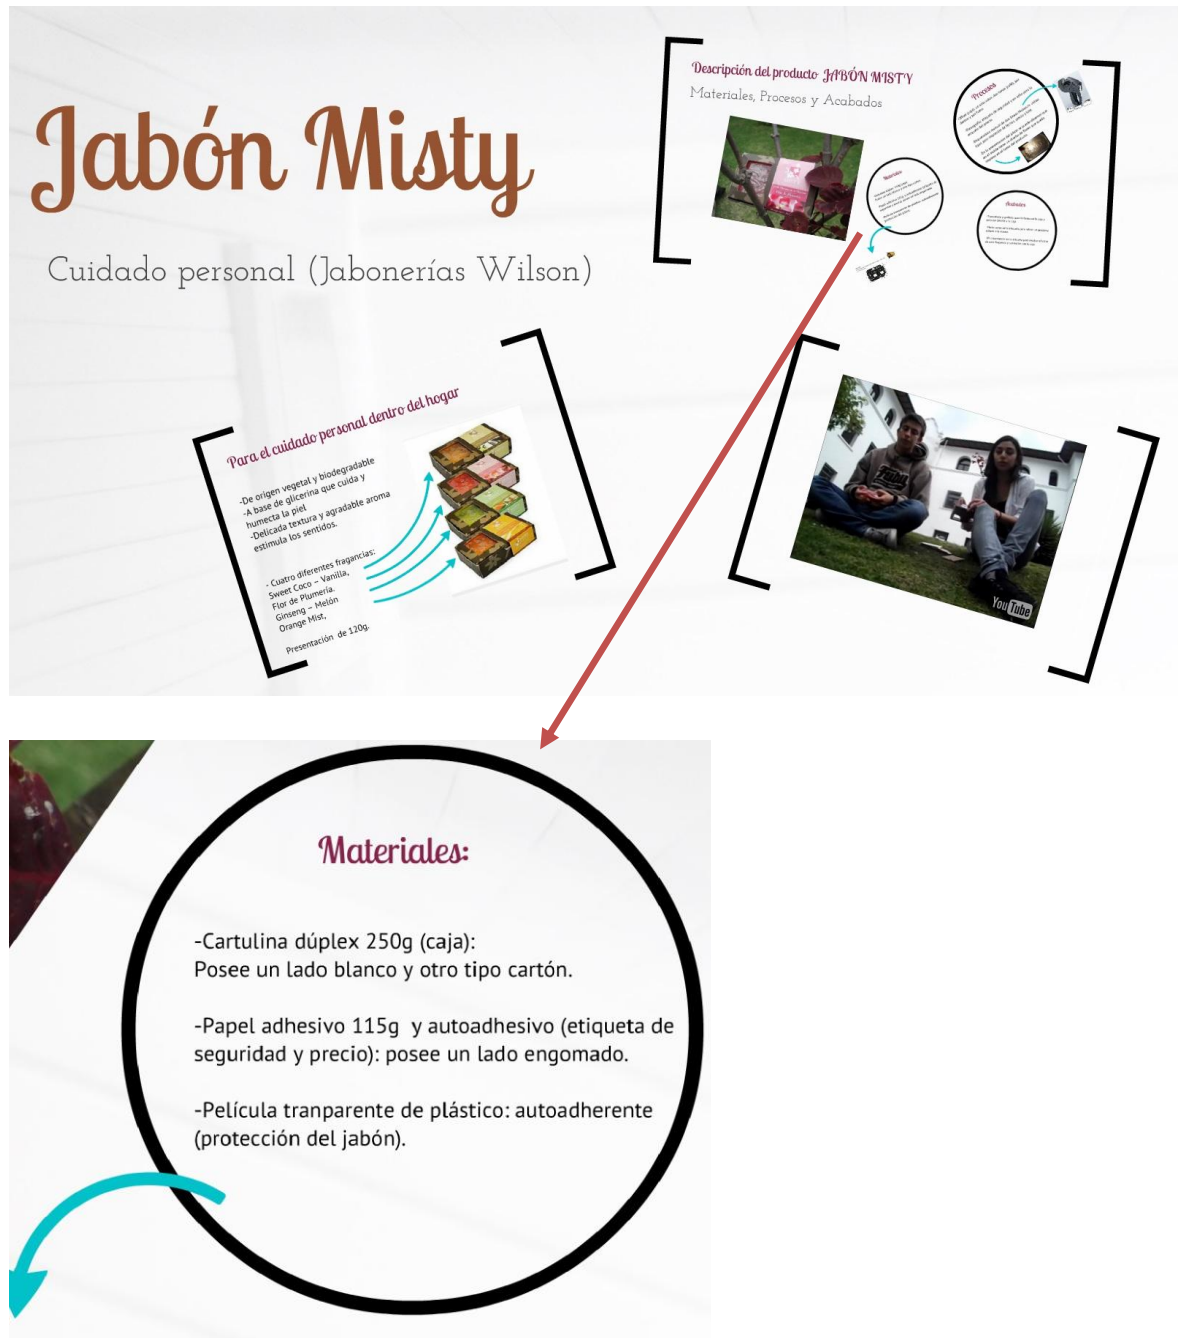 Jabón Misty
Cuidado personal (Jabonerías Wilson)
Descripción del producto JABÓN MISTY
Materiales, Procesos y Acabados
Procesos
Materiales
Acabados
Para el cuidado personal dentro del hogar
-De origen vegetal y biodegradable
-A base de glicerina que cuida y
humecta la piel
-Delicada textura y agradable aroma
estimula los sentidos.
- Cuatro diferentes fragancias:
Sweet Coco – Vanilla,
Flor de Plumeria.
Ginseng – Melón
Orange Mist,
Presentación de 120g.
YouTube
Materiales:
-Cartulina dúplex 250g (caja):
Posee un lado blanco y otro tipo cartón.
-Papel adhesivo 115g y autoadhesivo (etiqueta de
seguridad y precio): posee un lado engomado.
-Película tranparente de plástico: autoadherente
(protección del jabón).